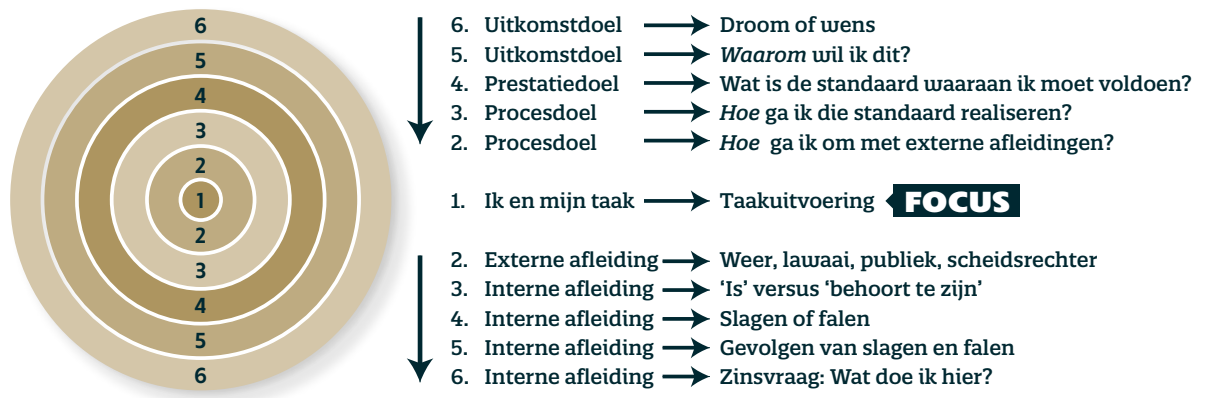 6
5
4
3
2
1
2
3
4
5
6
6. Uitkomstdoel Droom of wens
5. Uitkomstdoel Waarom wil ik dit?
4. Prestatiedoel Wat is de standaard waaraan ik moet voldoen?
3. Procesdoel Hoe ga ik die standaard realiseren?
2. Procesdoel Hoe ga ik om met externe afleidingen?
1. Ik en mijn taak Taakuitvoering FOCUS
2. Externe afleiding Weer, lawaai, publiek, scheidsrechter
3. Interne afleiding ‘Is’ versus ‘behoort te zijn’
4. Interne afleiding Slagen of falen
5. Interne afleiding Gevolgen van slagen en falen
6. Interne afleiding Zinsvraag: Wat doe ik hier?